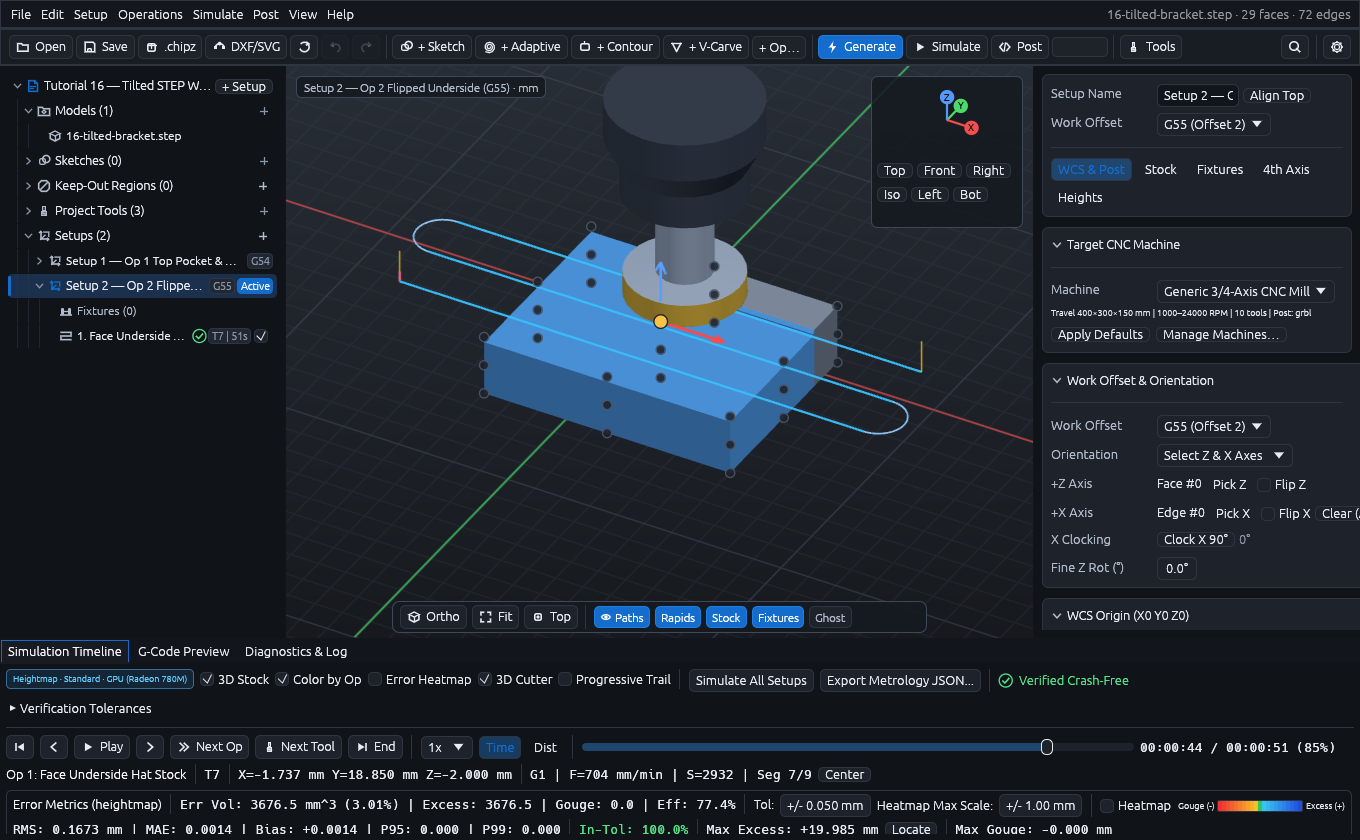 File Edit Setup Operations Simulate Post View Help 16-tilted-bracket.step · 29 faces · 72 edges
Open Save .chipz DXF/SVG + Sketch + Adaptive + Contour + V-Carve + Op… Generate Simulate Post Tools
Tutorial 16 — Tilted STEP W… + Setup
Models (1) +
16-tilted-bracket.step
Sketches (0) +
Keep-Out Regions (0) +
Project Tools (3) +
Setups (2) +
Setup 1 — Op 1 Top Pocket & … G54
Setup 2 — Op 2 Flippe… G55 Active
Fixtures (0)
1. Face Underside … T7 | 51s
Setup 2 — Op 2 Flipped Underside (G55) · mm
Z
Y
X
Top Front Right
Iso Left Bot
Ortho Fit Top Paths Rapids Stock Fixtures Ghost
Setup Name Setup 2 — C Align Top
Work Offset G55 (Offset 2)
WCS & Post Stock Fixtures 4th Axis
Heights
Target CNC Machine
Machine Generic 3/4-Axis CNC Mill
Travel 400×300×150 mm | 1000–24000 RPM | 10 tools | Post: grbl
Apply Defaults Manage Machines…
Work Offset & Orientation
Work Offset G55 (Offset 2)
Orientation Select Z & X Axes
+Z Axis Face #0 Pick Z Flip Z
+X Axis Edge #0 Pick X Flip X Clear (
X Clocking Clock X 90° 0°
Fine Z Rot (°) 0.0°
WCS Origin (X0 Y0 Z0)
Simulation Timeline G-Code Preview Diagnostics & Log
Heightmap · Standard · GPU (Radeon 780M) 3D Stock Color by Op Error Heatmap 3D Cutter Progressive Trail Simulate All Setups Export Metrology JSON… Verified Crash-Free
Verification Tolerances
Play Next Op Next Tool End 1x Time Dist 00:00:44 / 00:00:51 (85%)
Op 1: Face Underside Hat Stock T7 X=-1.737 mm Y=18.850 mm Z=-2.000 mm G1 | F=704 mm/min | S=2932 | Seg 7/9 Center
Error Metrics (heightmap) Err Vol: 3676.5 mm^3 (3.01%) | Excess: 3676.5 | Gouge: 0.0 | Eff: 77.4% Tol: +/- 0.050 mm Heatmap Max Scale: +/- 1.00 mm Heatmap Gouge (-) Excess (+)
RMS: 0.1673 mm | MAE: 0.0014 | Bias: +0.0014 | P95: 0.000 | P99: 0.000 In-Tol: 100.0% Max Excess: +19.985 mm Locate Max Gouge: -0.000 mm